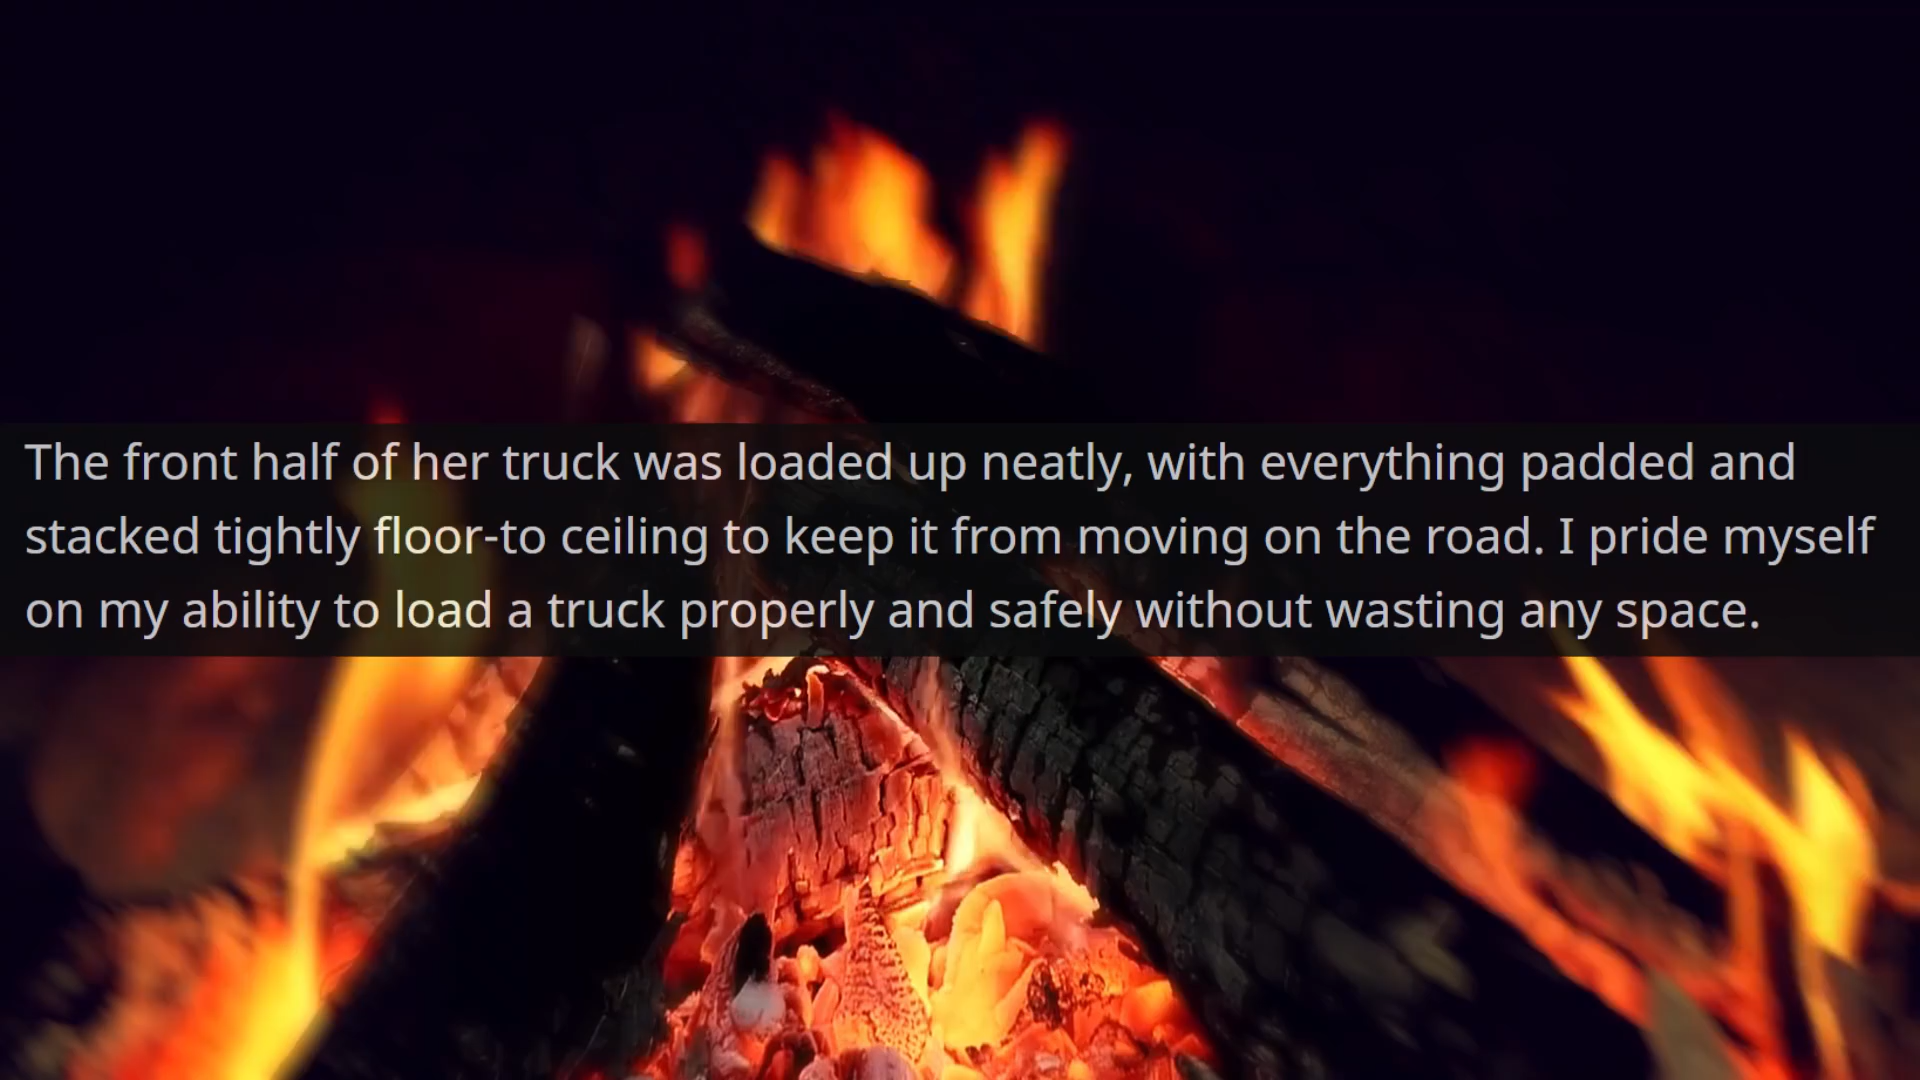 The front half of her truck was loaded up neatly, with everything padded and
stacked tightly floor-to ceiling to keep it from moving on the road. I pride myself
on my ability to load a truck properly and safely without wasting any space.